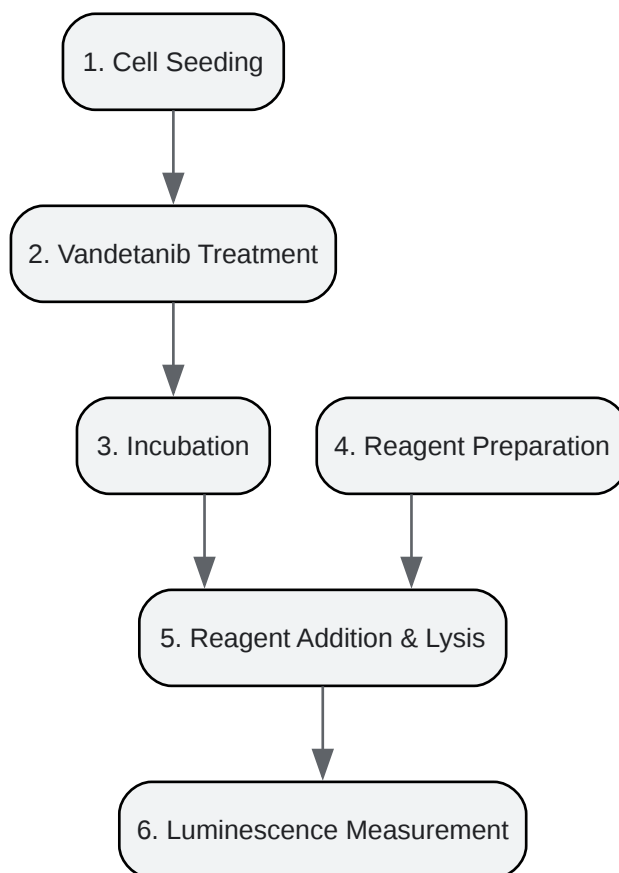 1. Cell Seeding
2. Vandetanib Treatment
3. Incubation
4. Reagent Preparation
5. Reagent Addition & Lysis
6. Luminescence Measurement